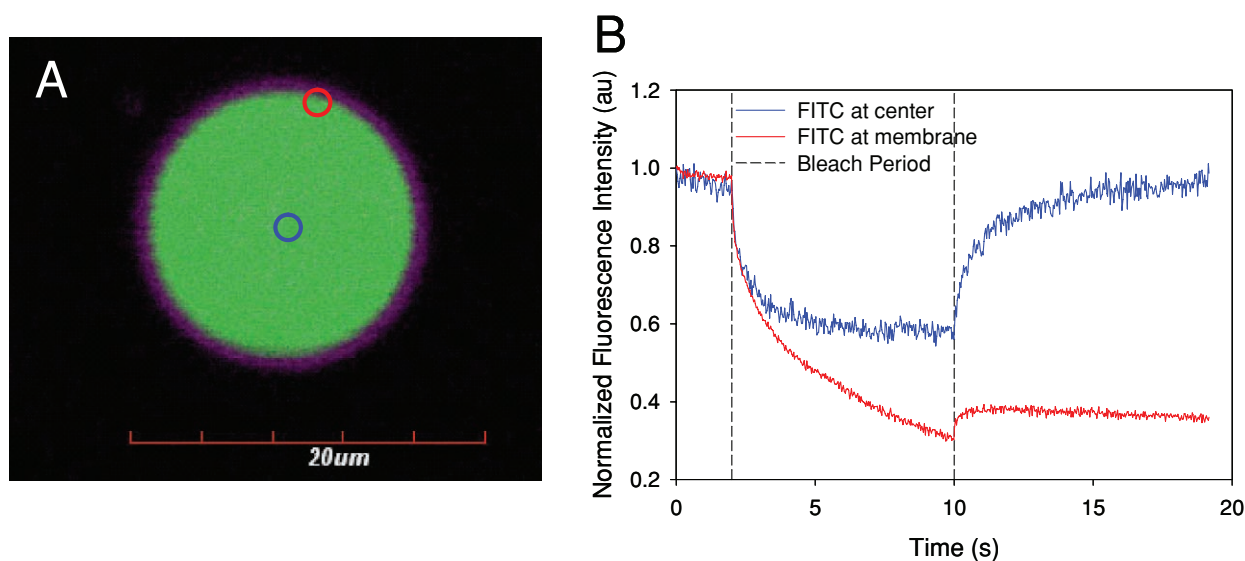 A
20um
B
Normalized Fluorescence Intensity (au)
1.2
1.0
0.8
0.6
0.4
0.2
FITC at center
FITC at membrane
Bleach Period
0 5 10 15 20
Time (s)